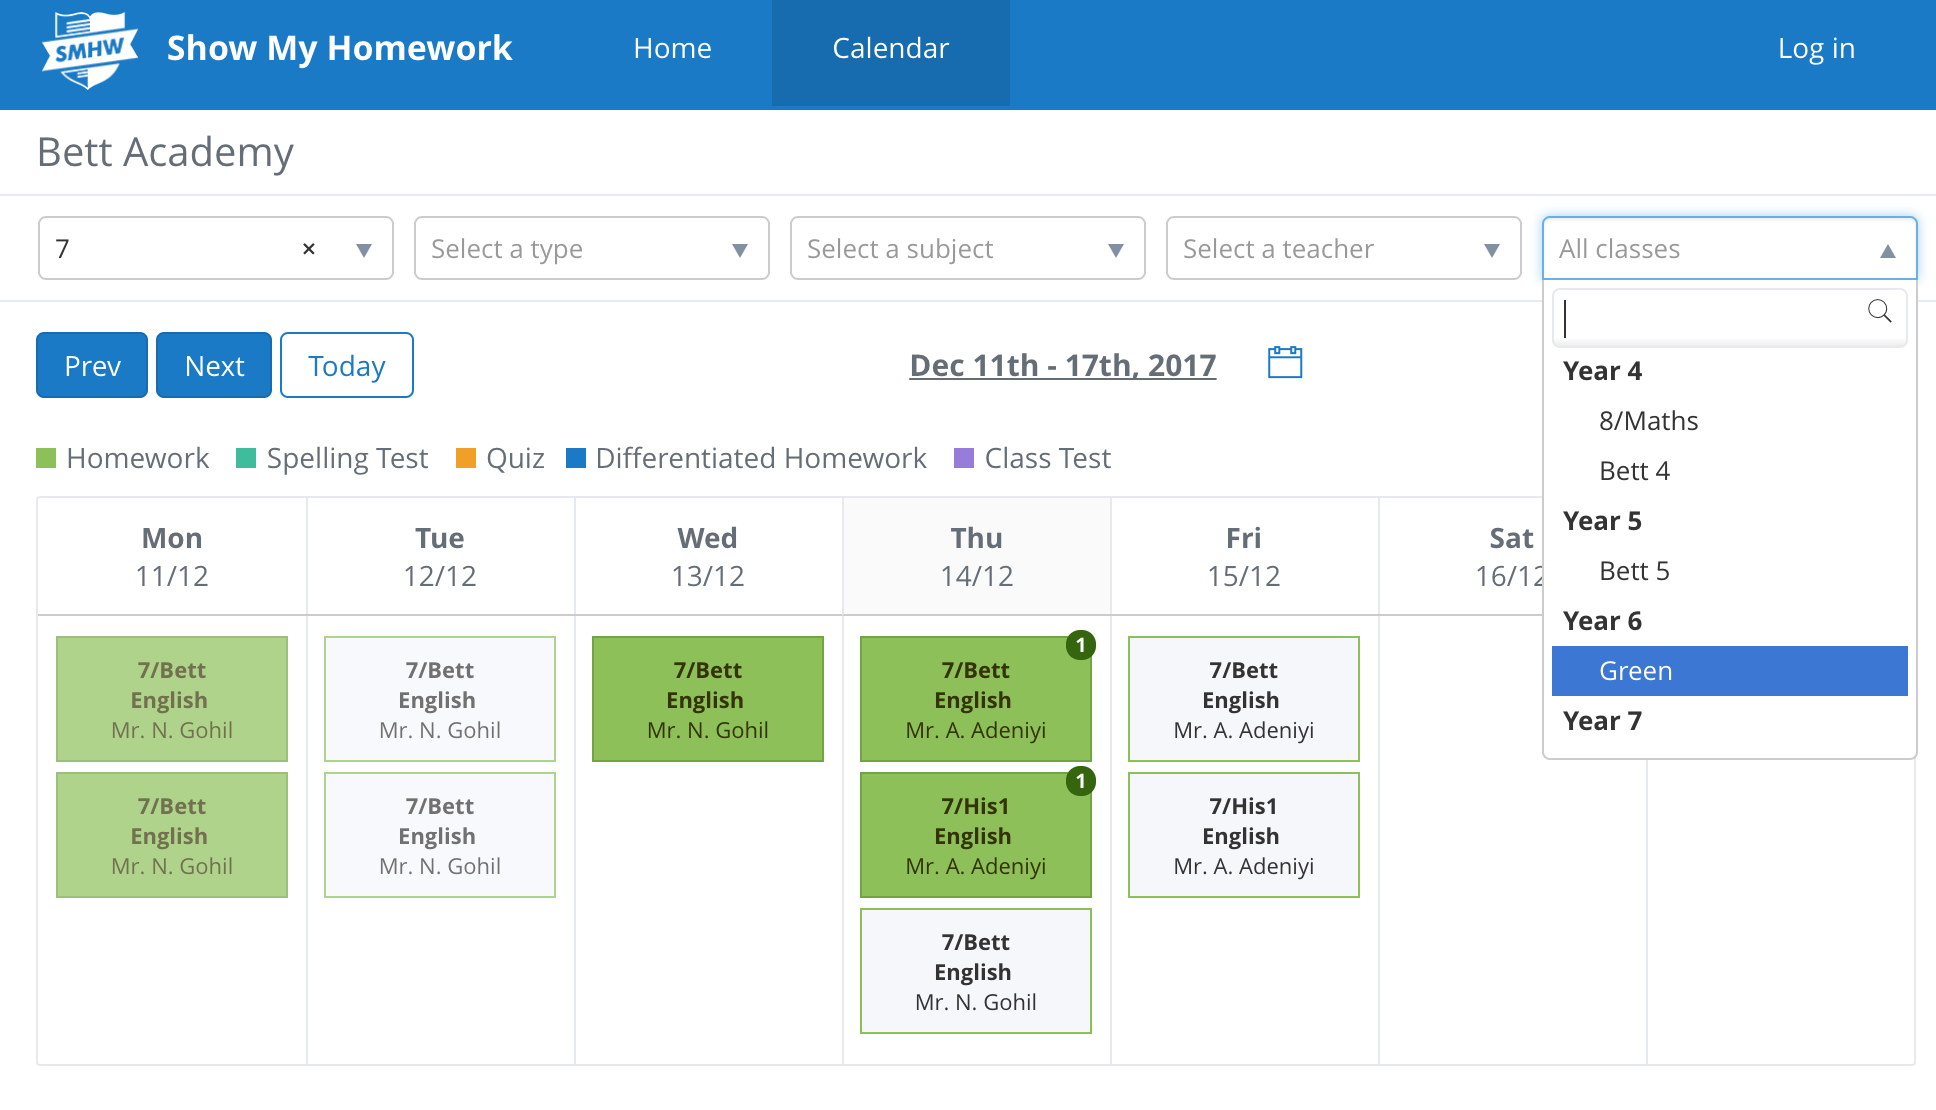 SMHW
Show My Homework
Home
Calendar
Log in
Bett Academy
7 ×
Select a type
Select a subject
Select a teacher
All classes
Year 4
8/Maths
Bett 4
Year 5
Bett 5
Year 6
Green
Year 7
Prev
Next
Today
Dec 11th - 17th, 2017
Homework
Spelling Test
Quiz
Differentiated Homework
Class Test
Mon
11/12
Tue
12/12
Wed
13/12
Thu
14/12
Fri
15/12
Sat
16/12
7/Bett
English
Mr. N. Gohil
7/Bett
English
Mr. N. Gohil
7/Bett
English
Mr. N. Gohil
7/Bett
English
Mr. N. Gohil
7/Bett
English
Mr. N. Gohil
1
7/Bett
English
Mr. A. Adeniyi
1
7/His1
English
Mr. A. Adeniyi
7/Bett
English
Mr. N. Gohil
7/Bett
English
Mr. A. Adeniyi
7/His1
English
Mr. A. Adeniyi